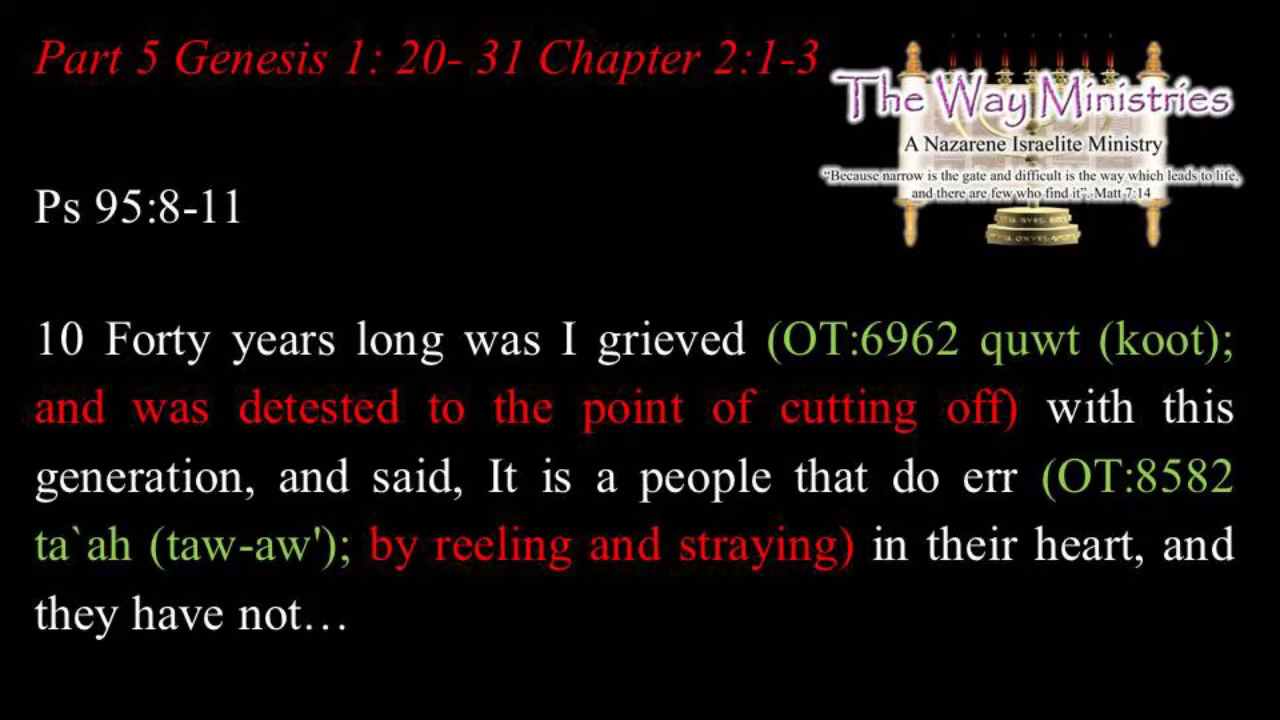 Part 5 Genesis 1: 20- 31 Chapter 2:1-3
The Way Ministries
A Nazarene Israelite Ministry
“Because narrow is the gate and difficult is the way which leads to life,
and there are few who find it”. Matt 7:14
Ps 95:8-11
10 Forty years long was I grieved (OT:6962 quwt (koot);
and was detested to the point of cutting off) with this
generation, and said, It is a people that do err (OT:8582
ta`ah (taw-aw'); by reeling and straying) in their heart, and
they have not…